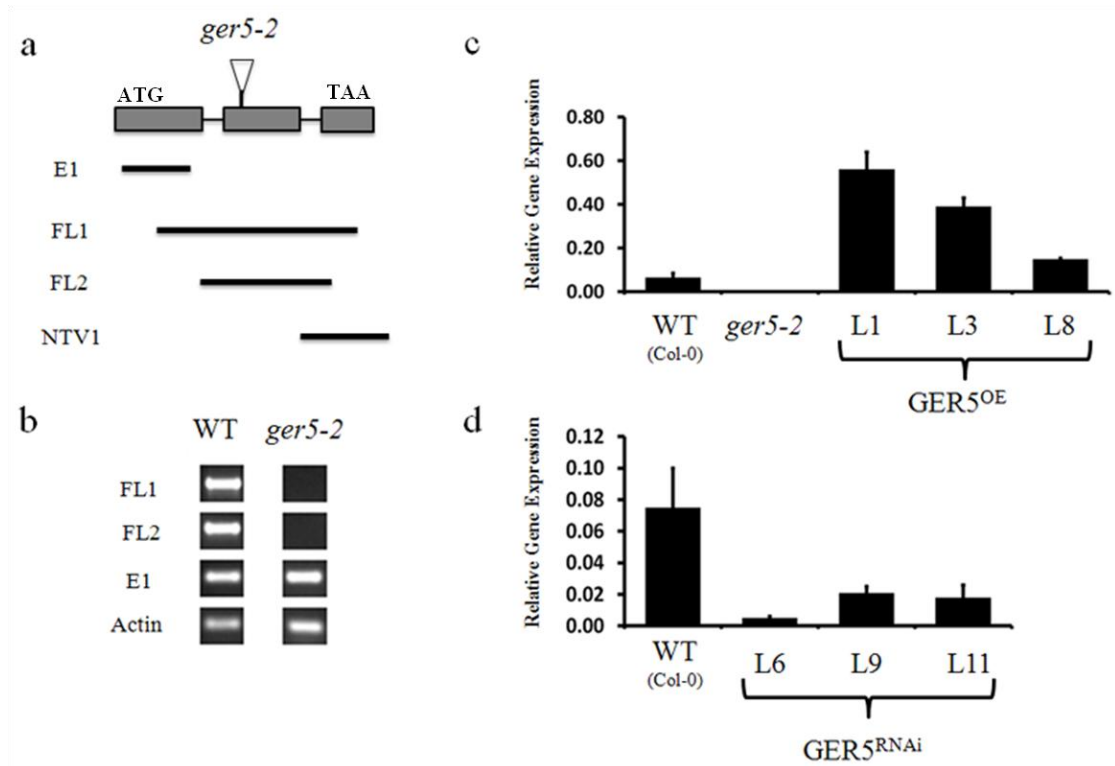 a
ger5-2
ATG
TAA
E1
FL1
FL2
NTV1
b
WT ger5-2
FL1
FL2
E1
Actin
c
Relative Gene Expression
0.80
0.60
0.40
0.20
0.00
WT ger5-2 L1 L3 L8
(Col-0)
GER5OE
d
Relative Gene Expression
0.12
0.10
0.08
0.06
0.04
0.02
0.00
WT L6 L9 L11
(Col-0)
GER5RNAi